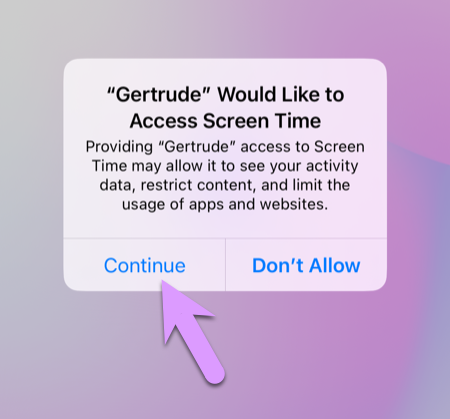 “Gertrude” Would Like to
Access Screen Time
Providing “Gertrude” access to Screen
Time may allow it to see your activity
data, restrict content, and limit the
usage of apps and websites.
Continue
Don’t Allow